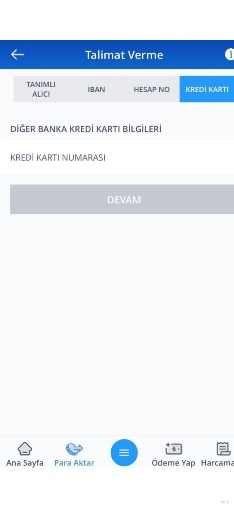 Talimat Verme
TANIMLI
ALICI
IBAN
HESAP NO
KREDİ KARTI
DİĞER BANKA KREDİ KARTI BİLGİLERİ
KREDİ KARTI NUMARASI
DEVAM
Ana Sayfa
Para Aktar
Ödeme Yap
Harcama